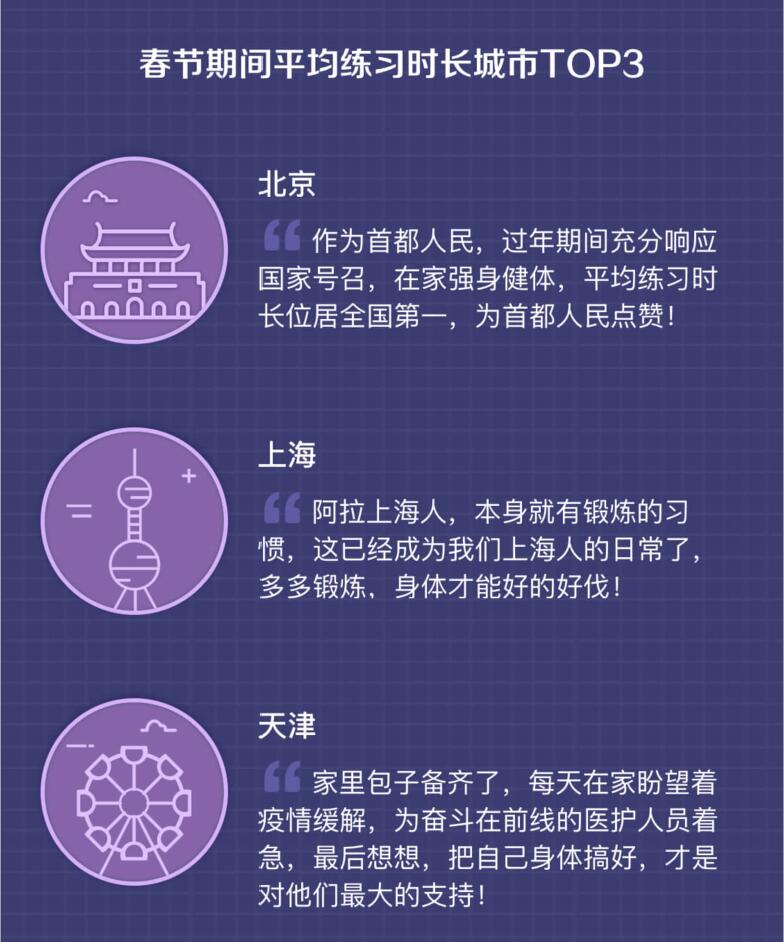 春节期间平均练习时长城市TOP3
北京
作为首都人民，过年期间充分响应
国家号召，在家强身健体，平均练习时
长位居全国第一，为首都人民点赞！
上海
阿拉上海人，本身就有锻炼的习
惯，这已经成为我们上海人的日常了，
多多锻炼，身体才能好的好伐！
天津
家里包子备齐了，每天在家盼望着
疫情缓解，为奋斗在前线的医护人员着
急，最后想想，把自己身体搞好，才是
对他们最大的支持！